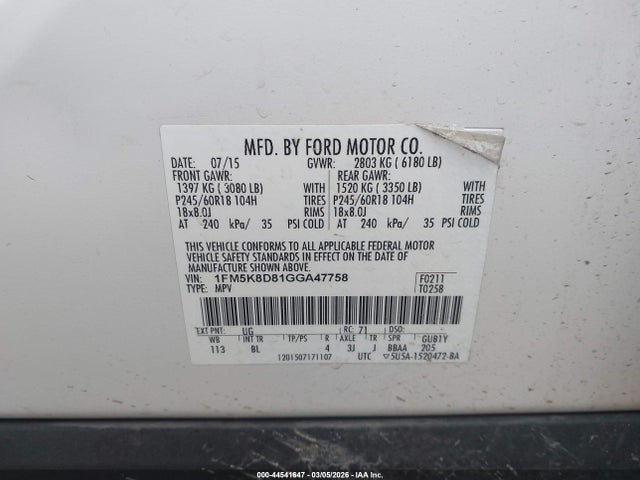 MFD. BY FORD MOTOR CO.
DATE: 07/15 GVWR: 2803 KG ( 6180 LB)
FRONT GAWR: REAR GAWR:
1397 KG ( 3080 LB) WITH 1520 KG ( 3350 LB) WITH
P245/60R18 104H TIRES P245/60R18 104H TIRES
18x8.0J RIMS 18x8.0J RIMS
AT 240 kPa/ 35 PSI COLD AT 240 kPa/ 35 PSI COLD
THIS VEHICLE CONFORMS TO ALL APPLICABLE FEDERAL MOTOR
VEHICLE SAFETY STANDARDS IN EFFECT ON THE DATE OF
MANUFACTURE SHOWN ABOVE.
VIN: 1FM5K8D81GGA47758 F0211
TYPE: MPV T0258
EXT PNT: UG RC: 71 DSO:
WB INT TR TP/PS R AXLE TR SPR GUB1Y
113 BL 4 3J J BBAA 205
1201507171107 UTC ▽5U5A-1520472-BA
000-44541647 - 03/05/2026 - IAA Inc.